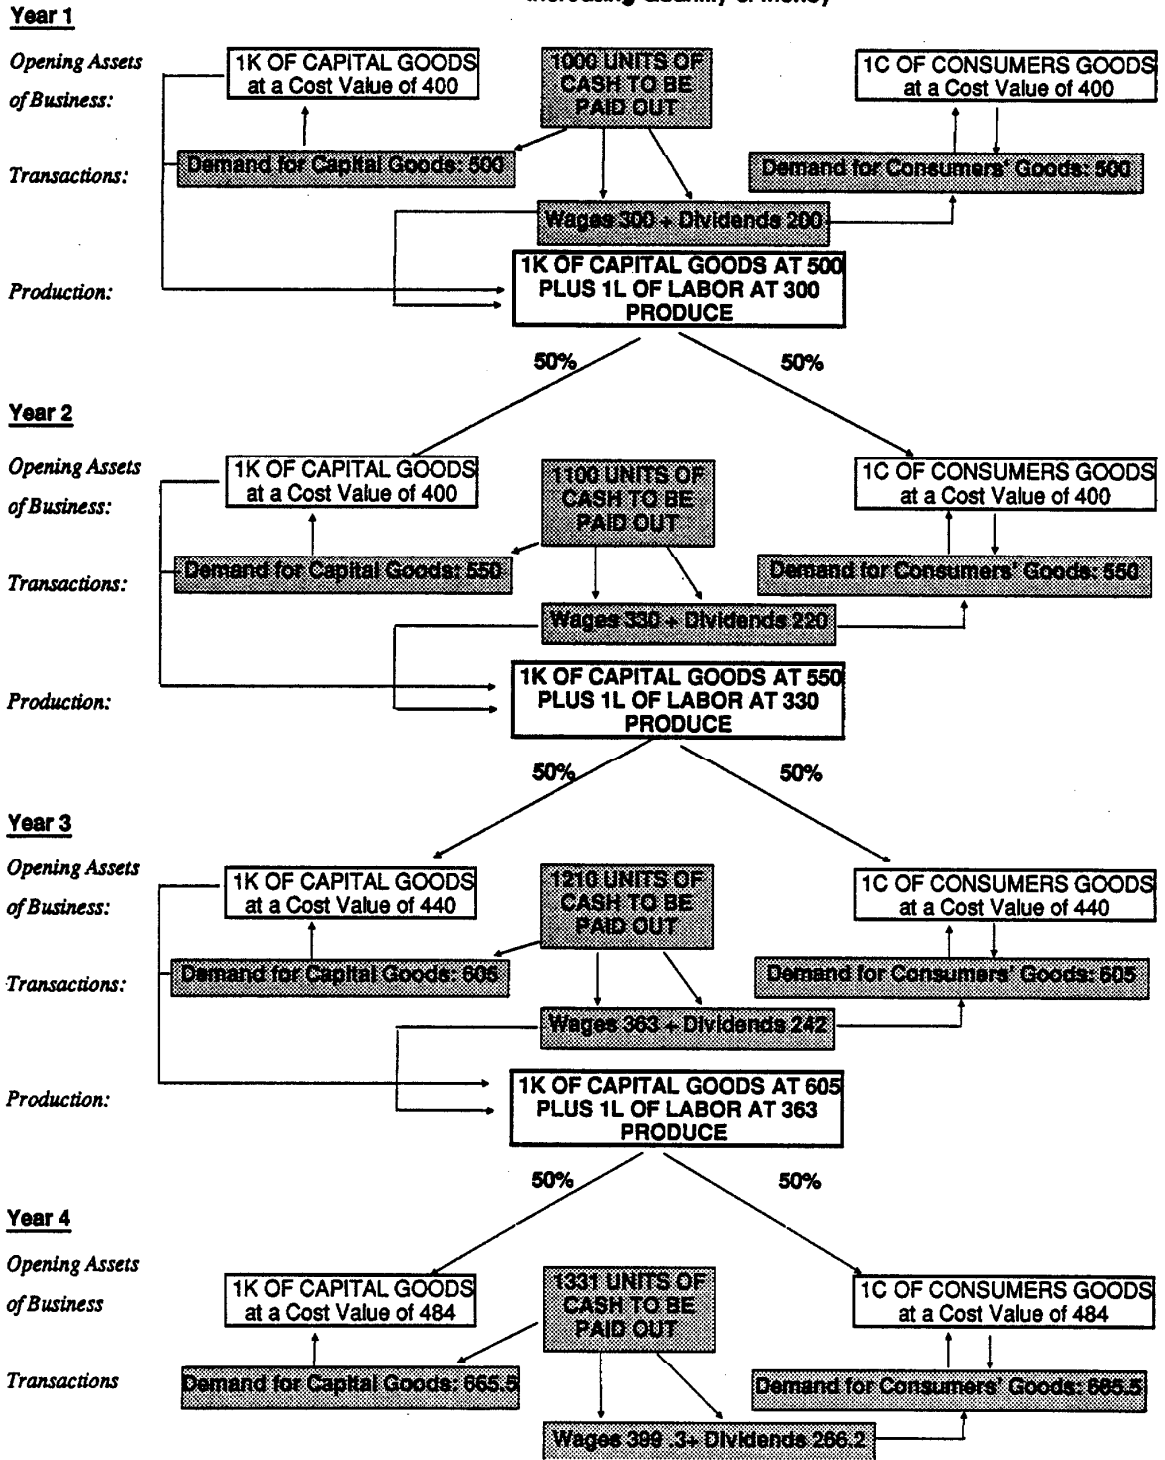 Increasing Quantity of Money
Year 1
Opening Assets
of Business:
1K OF CAPITAL GOODS
at a Cost Value of 400
1000 UNITS OF
CASH TO BE
PAID OUT
1C OF CONSUMERS GOODS
at a Cost Value of 400
Transactions:
Demand for Capital Goods: 500
Demand for Consumers' Goods: 500
Wages 300 + Dividends 200
Production:
1K OF CAPITAL GOODS AT 500
PLUS 1L OF LABOR AT 300
PRODUCE
50%
50%
Year 2
Opening Assets
of Business:
1K OF CAPITAL GOODS
at a Cost Value of 400
1100 UNITS OF
CASH TO BE
PAID OUT
1C OF CONSUMERS GOODS
at a Cost Value of 400
Transactions:
Demand for Capital Goods: 550
Demand for Consumers' Goods: 550
Wages 330 + Dividends 220
Production:
1K OF CAPITAL GOODS AT 550
PLUS 1L OF LABOR AT 330
PRODUCE
50%
50%
Year 3
Opening Assets
of Business:
1K OF CAPITAL GOODS
at a Cost Value of 440
1210 UNITS OF
CASH TO BE
PAID OUT
1C OF CONSUMERS GOODS
at a Cost Value of 440
Transactions:
Demand for Capital Goods: 605
Demand for Consumers' Goods: 605
Wages 363 + Dividends 242
Production:
1K OF CAPITAL GOODS AT 605
PLUS 1L OF LABOR AT 363
PRODUCE
50%
50%
Year 4
Opening Assets
of Business
1K OF CAPITAL GOODS
at a Cost Value of 484
1331 UNITS OF
CASH TO BE
PAID OUT
1C OF CONSUMERS GOODS
at a Cost Value of 484
Transactions
Demand for Capital Goods: 665.5
Demand for Consumers' Goods: 665.5
Wages 399 .3+ Dividends 266.2